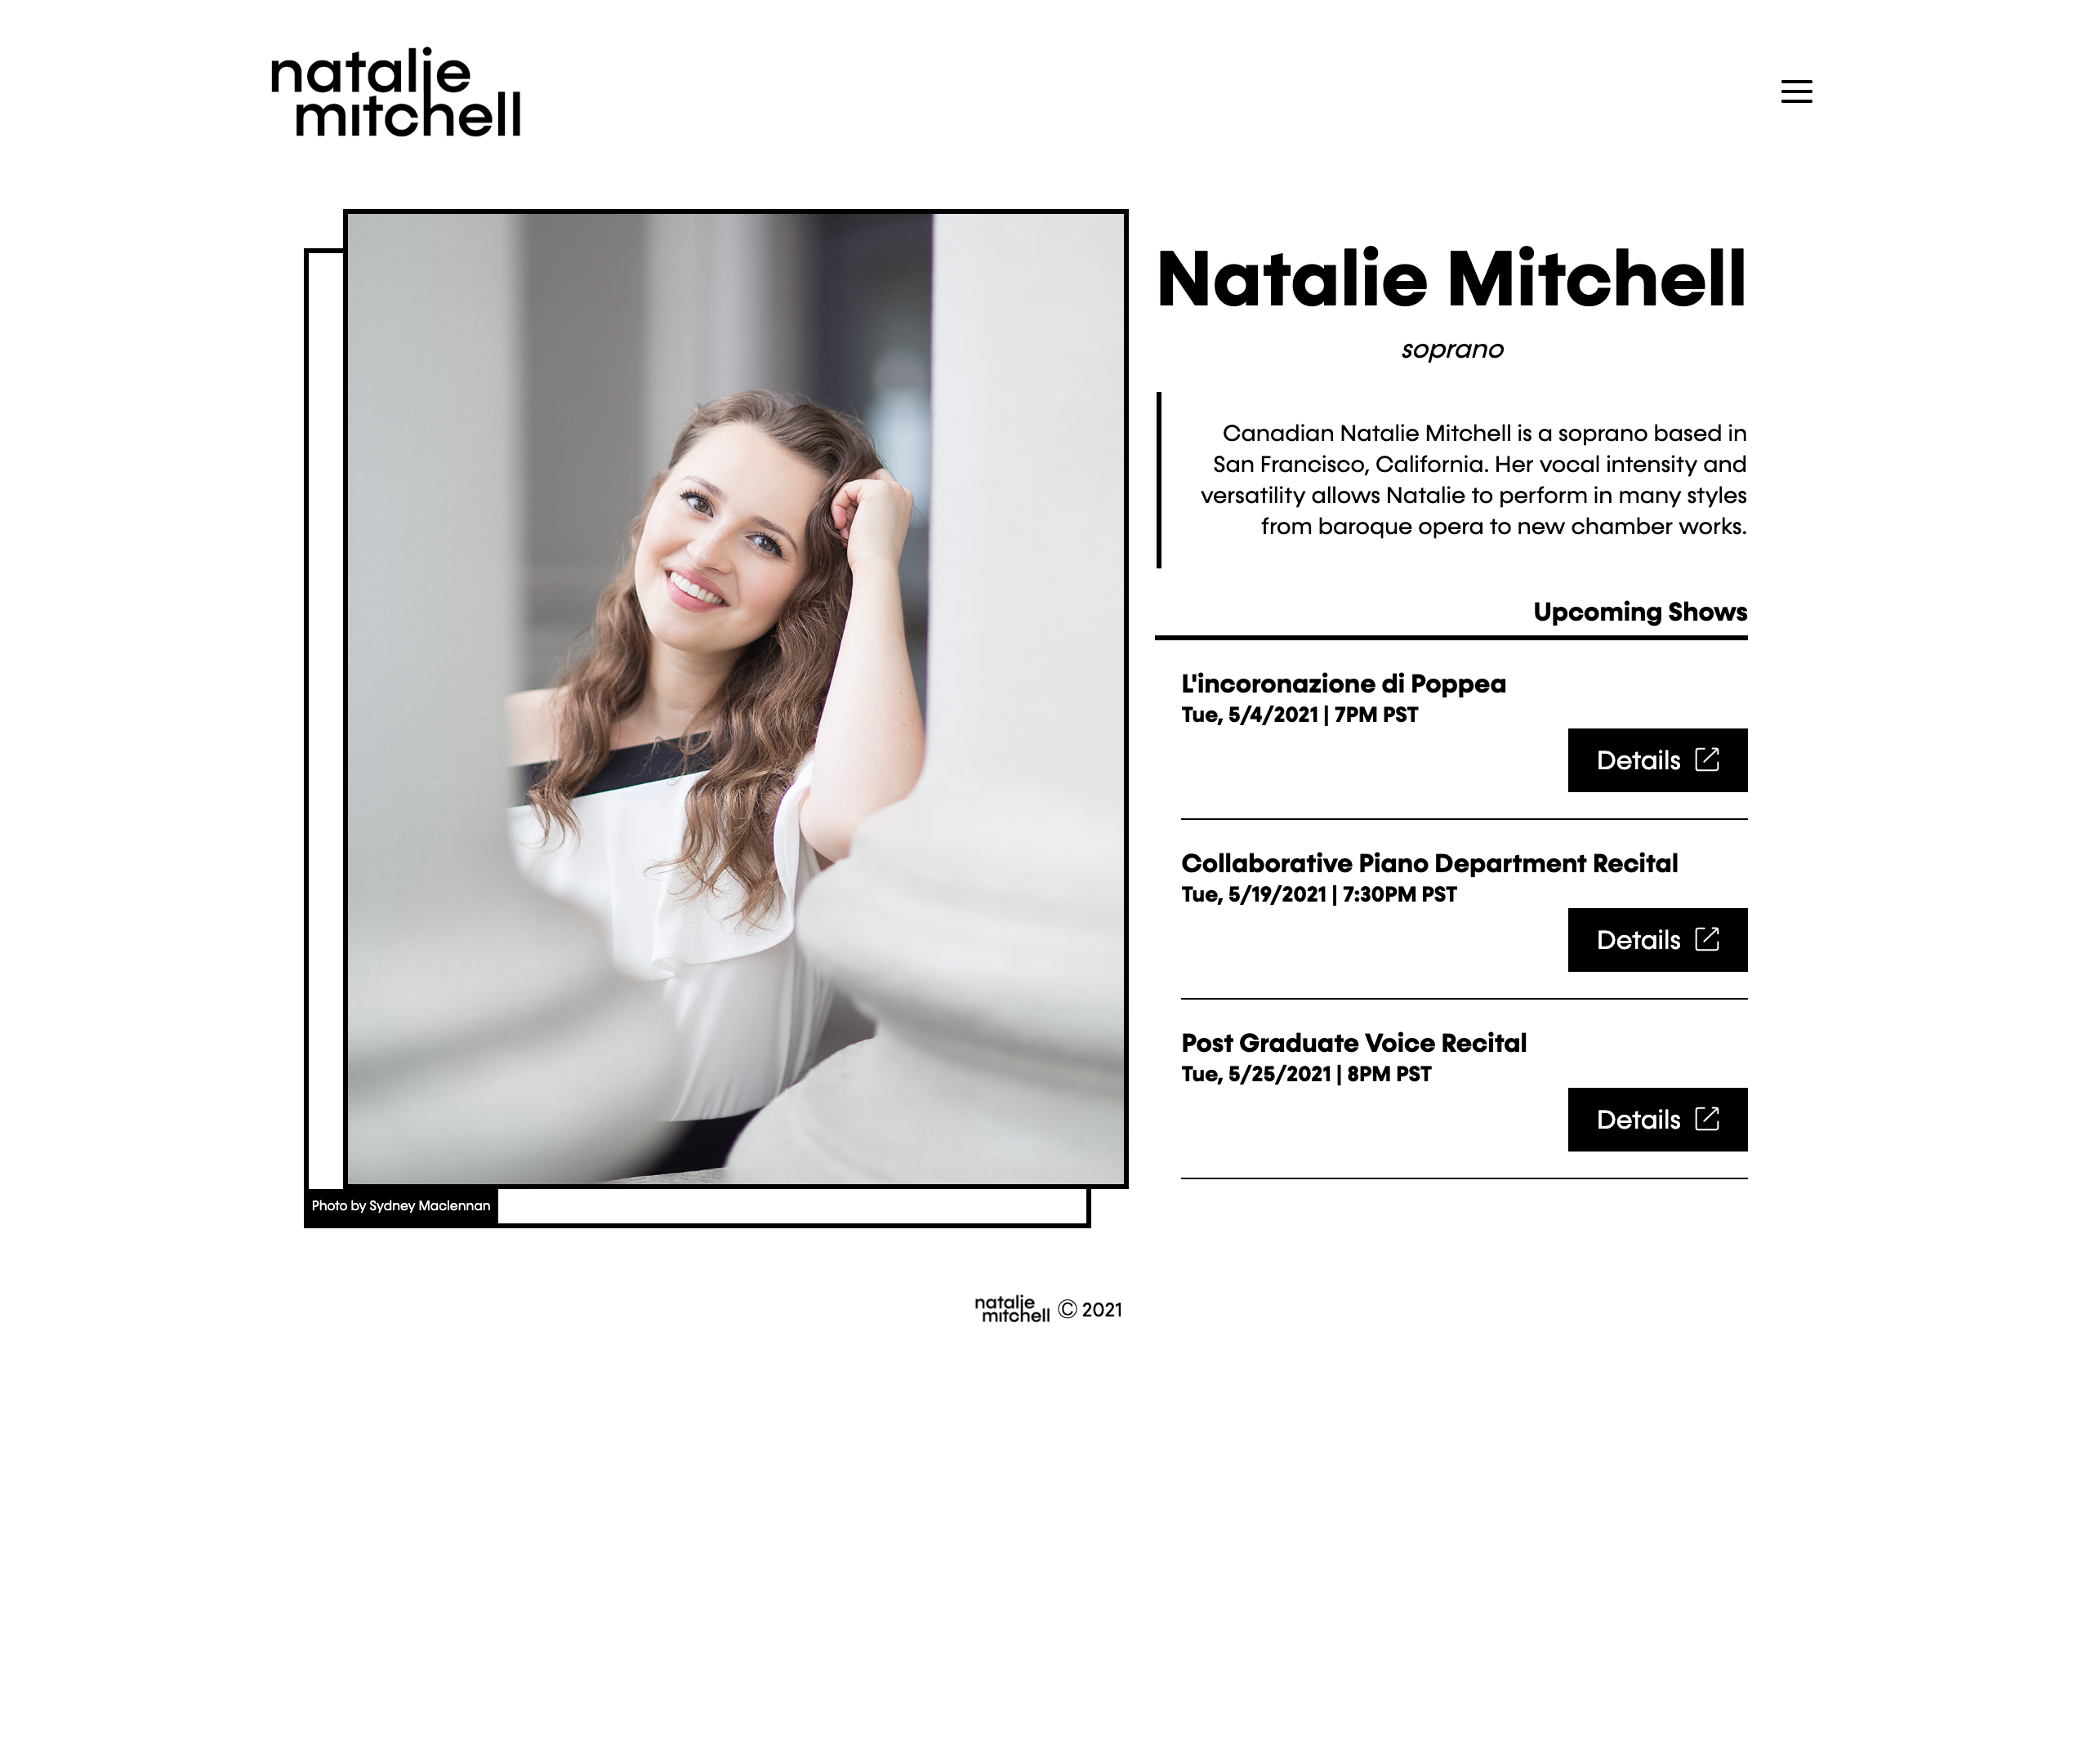 natalie
mitchell
Natalie Mitchell
soprano
Canadian Natalie Mitchell is a soprano based in
San Francisco, California. Her vocal intensity and
versatility allows Natalie to perform in many styles
from baroque opera to new chamber works.
Upcoming Shows
L'incoronazione di Poppea
Tue, 5/4/2021 | 7PM PST
Details
Collaborative Piano Department Recital
Tue, 5/19/2021 | 7:30PM PST
Details
Post Graduate Voice Recital
Tue, 5/25/2021 | 8PM PST
Details
Photo by Sydney Maclennan
natalie
mitchell © 2021